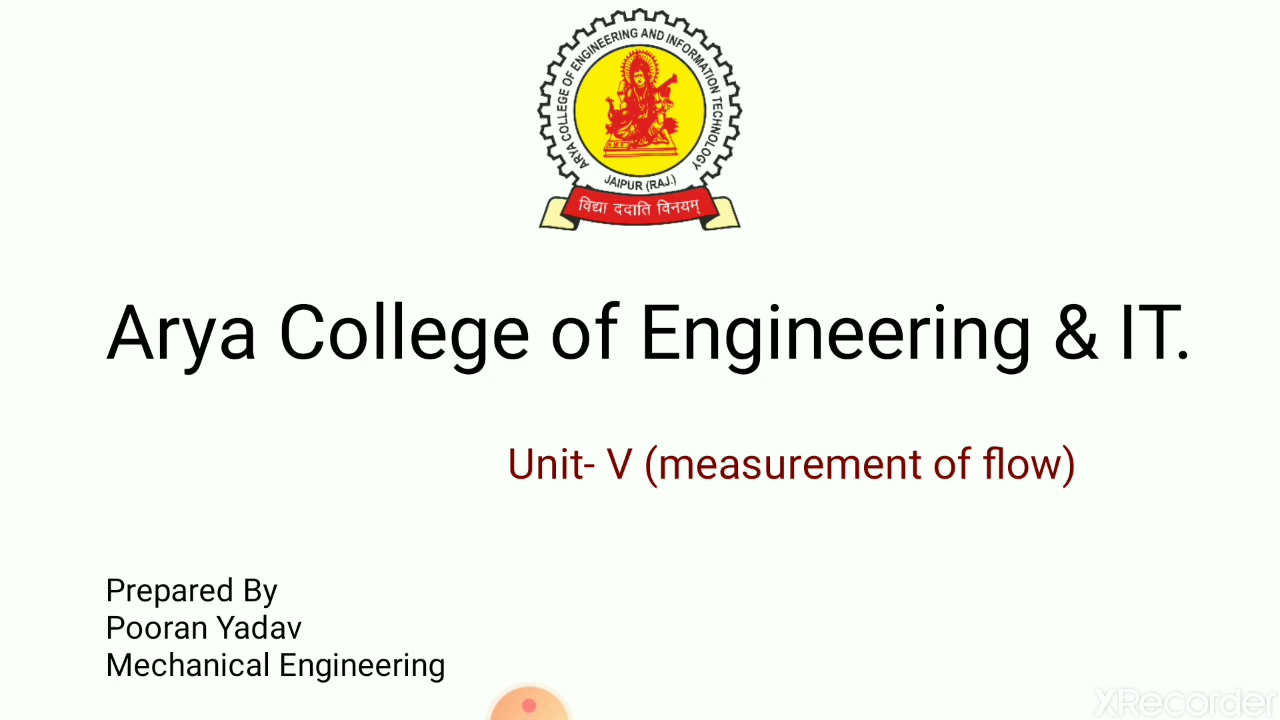 ARYA COLLEGE OF ENGINEERING AND INFORMATION TECHNOLOGY
JAIPUR (RAJ.)
विद्या ददाति विनयम्
Arya College of Engineering & IT.
Unit- V (measurement of flow)
Prepared By
Pooran Yadav
Mechanical Engineering
XRecorder